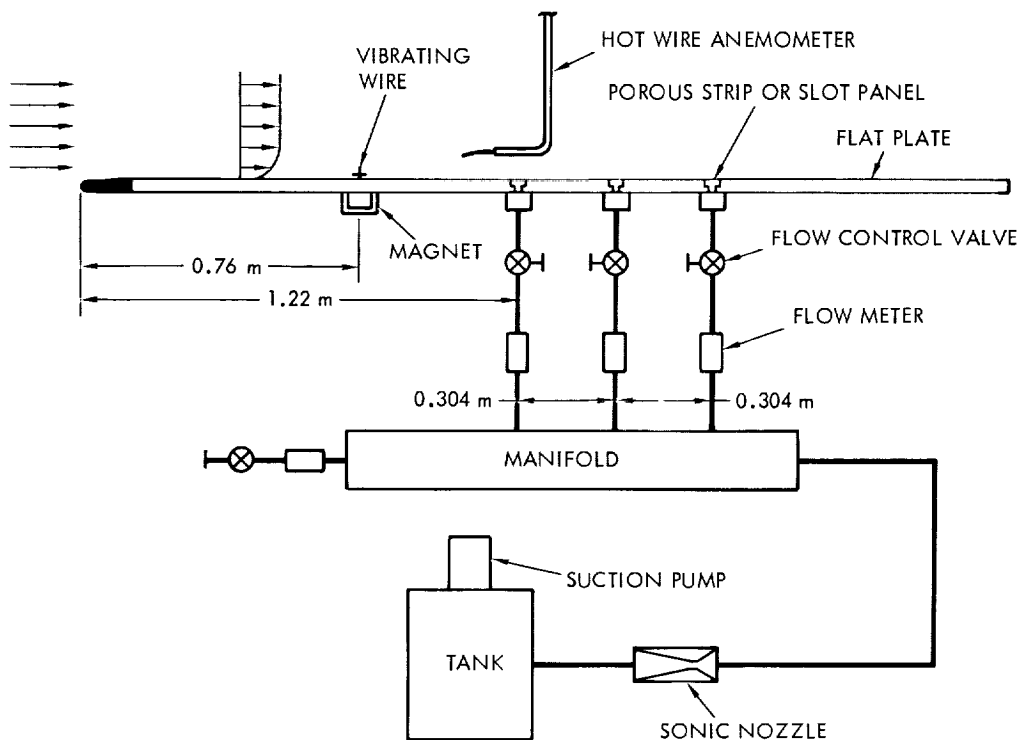 HOT WIRE ANEMOMETER
VIBRATING
WIRE
POROUS STRIP OR SLOT PANEL
FLAT PLATE
MAGNET
FLOW CONTROL VALVE
0.76 m
1.22 m
FLOW METER
0.304 m
0.304 m
MANIFOLD
SUCTION PUMP
TANK
SONIC NOZZLE